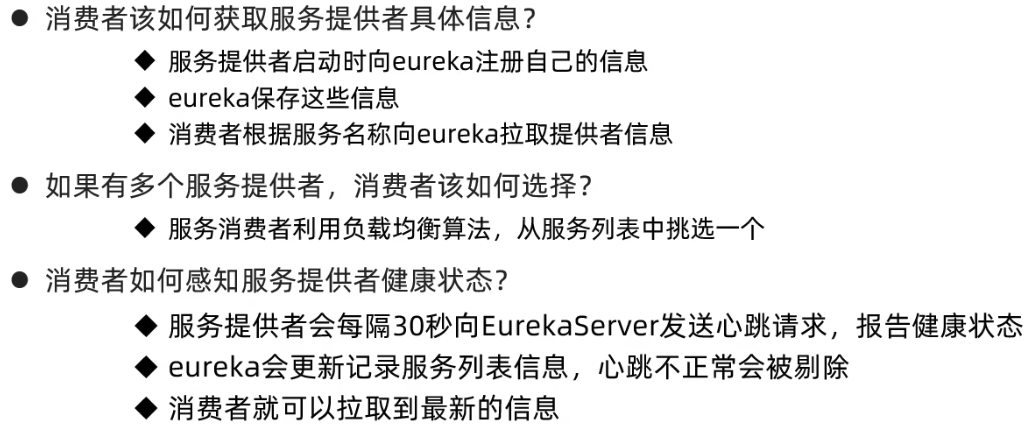 ● 消费者该如何获取服务提供者具体信息？
◆ 服务提供者启动时向eureka注册自己的信息
◆ eureka保存这些信息
◆ 消费者根据服务名称向eureka拉取提供者信息
● 如果有多个服务提供者，消费者该如何选择？
◆ 服务消费者利用负载均衡算法，从服务列表中挑选一个
● 消费者如何感知服务提供者健康状态？
◆ 服务提供者会每隔30秒向EurekaServer发送心跳请求，报告健康状态
◆ eureka会更新记录服务列表信息，心跳不正常会被剔除
◆ 消费者就可以拉取到最新的信息